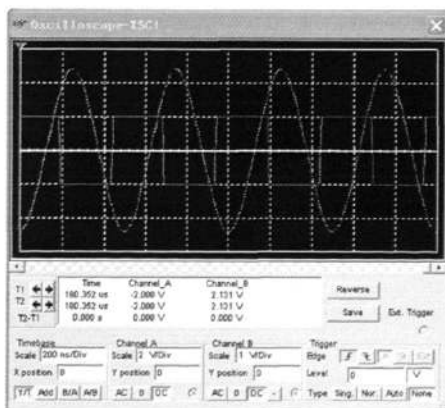 Oscilloscope-XSC1
Time Channel_A Channel_B
T1 180.352 us -2.000 V 2.131 V
T2 180.352 us -2.000 V 2.131 V
T2-T1 0.000 s 0.000 V 0.000 V
Reverse
Save
Ext. Trigger
Timebase
Scale 200 ns/Div
X position 0
Y/T Add B/A A/B
Channel A
Scale 2 V/Div
Y position 0
AC 0 DC
Channel B
Scale 1 V/Div
Y position 0
AC 0 DC -
Trigger
Edge
Level 0 V
Type Sing. Nor. Auto None